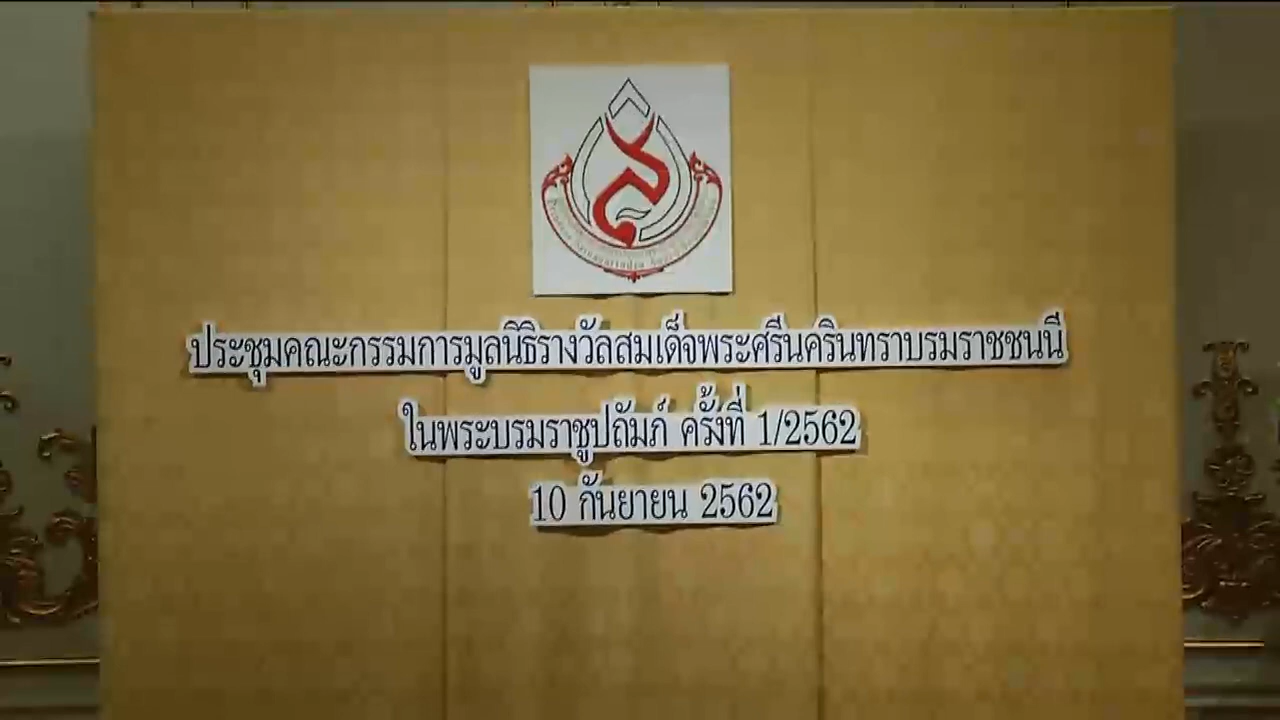 ประชุมคณะกรรมการมูลนิธิรางวัลสมเด็จพระศรีนครินทราบรมราชชนนี
ในพระบรมราชูปถัมภ์ ครั้งที่ 1/2562
10 กันยายน 2562